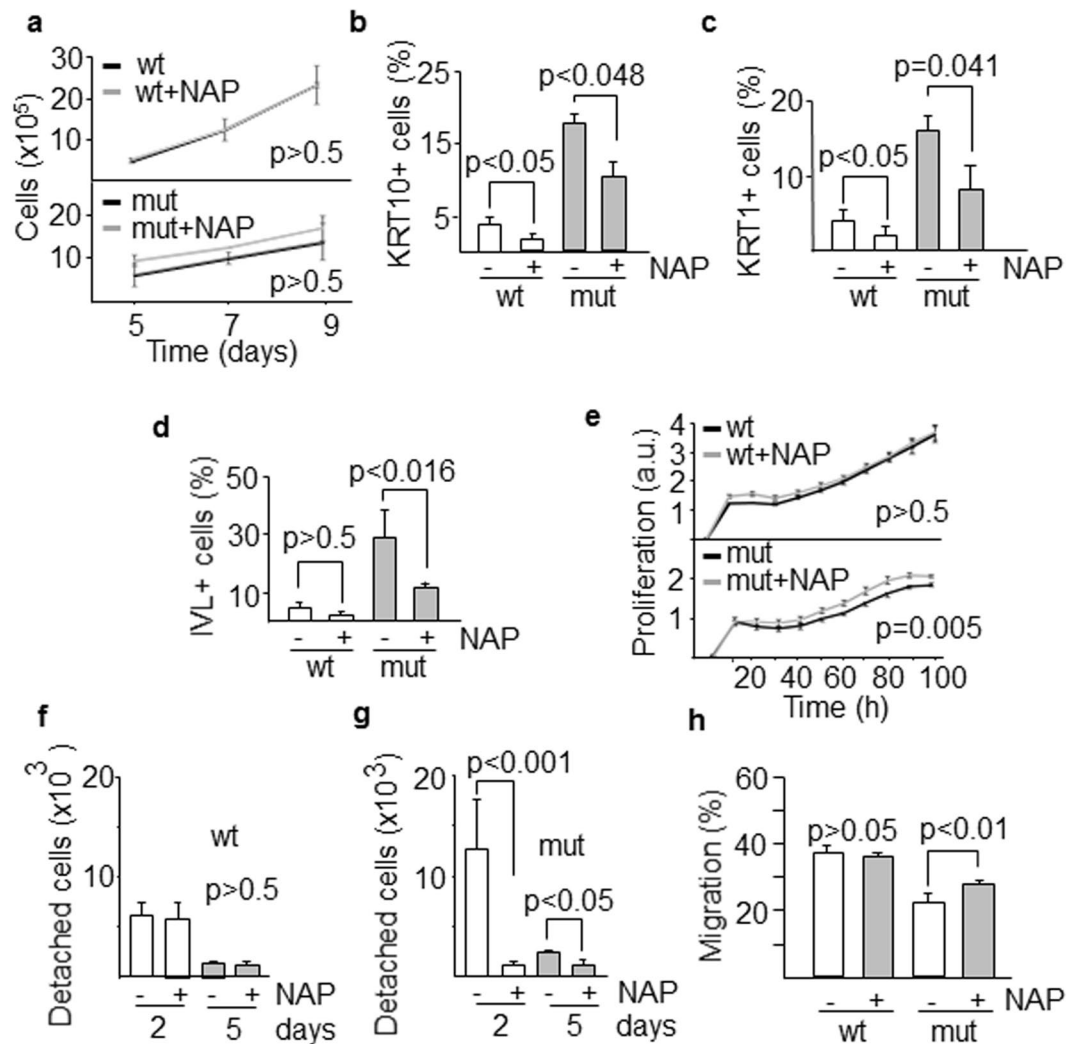 a
Cells (x10⁵)
30
20
10
wt
wt+NAP
p>0.5
20
10
mut
mut+NAP
p>0.5
5 7 9
Time (days)
b
KRT10+ cells (%)
25
15
5
p<0.05
p<0.048
- + - + NAP
wt mut
c
KRT1+ cells (%)
20
10
p<0.05
p=0.041
- + - + NAP
wt mut
d
IVL+ cells (%)
50
30
10
p>0.5
p<0.016
- + - + NAP
wt mut
e
Proliferation (a.u.)
4
3
2
1
wt
wt+NAP
p>0.5
2
1
mut
mut+NAP
p=0.005
20 40 60 80 100
Time (h)
f
Detached cells (x10³)
20
10
wt
p>0.5
- + - + NAP
2 5 days
g
Detached cells (x10³)
20
10
p<0.001
mut
p<0.05
- + - + NAP
2 5 days
h
Migration (%)
60
40
20
p>0.05
p<0.01
- + - + NAP
wt mut